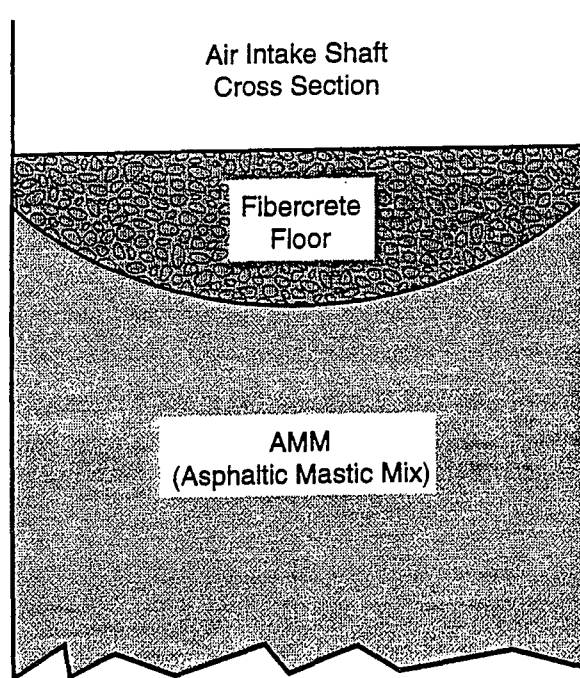 Air Intake Shaft
Cross Section
Fibercrete
Floor
AMM
(Asphaltic Mastic Mix)